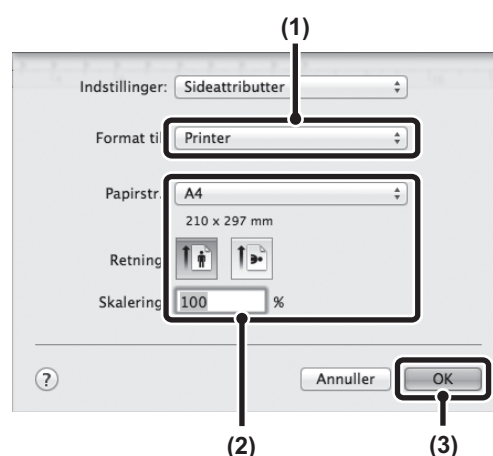 (1)
Indstillinger: Sideattributter
Format til Printer
Papirstr. A4
210 x 297 mm
Retning
Skalering 100 %
? Annuller OK
(2) (3)